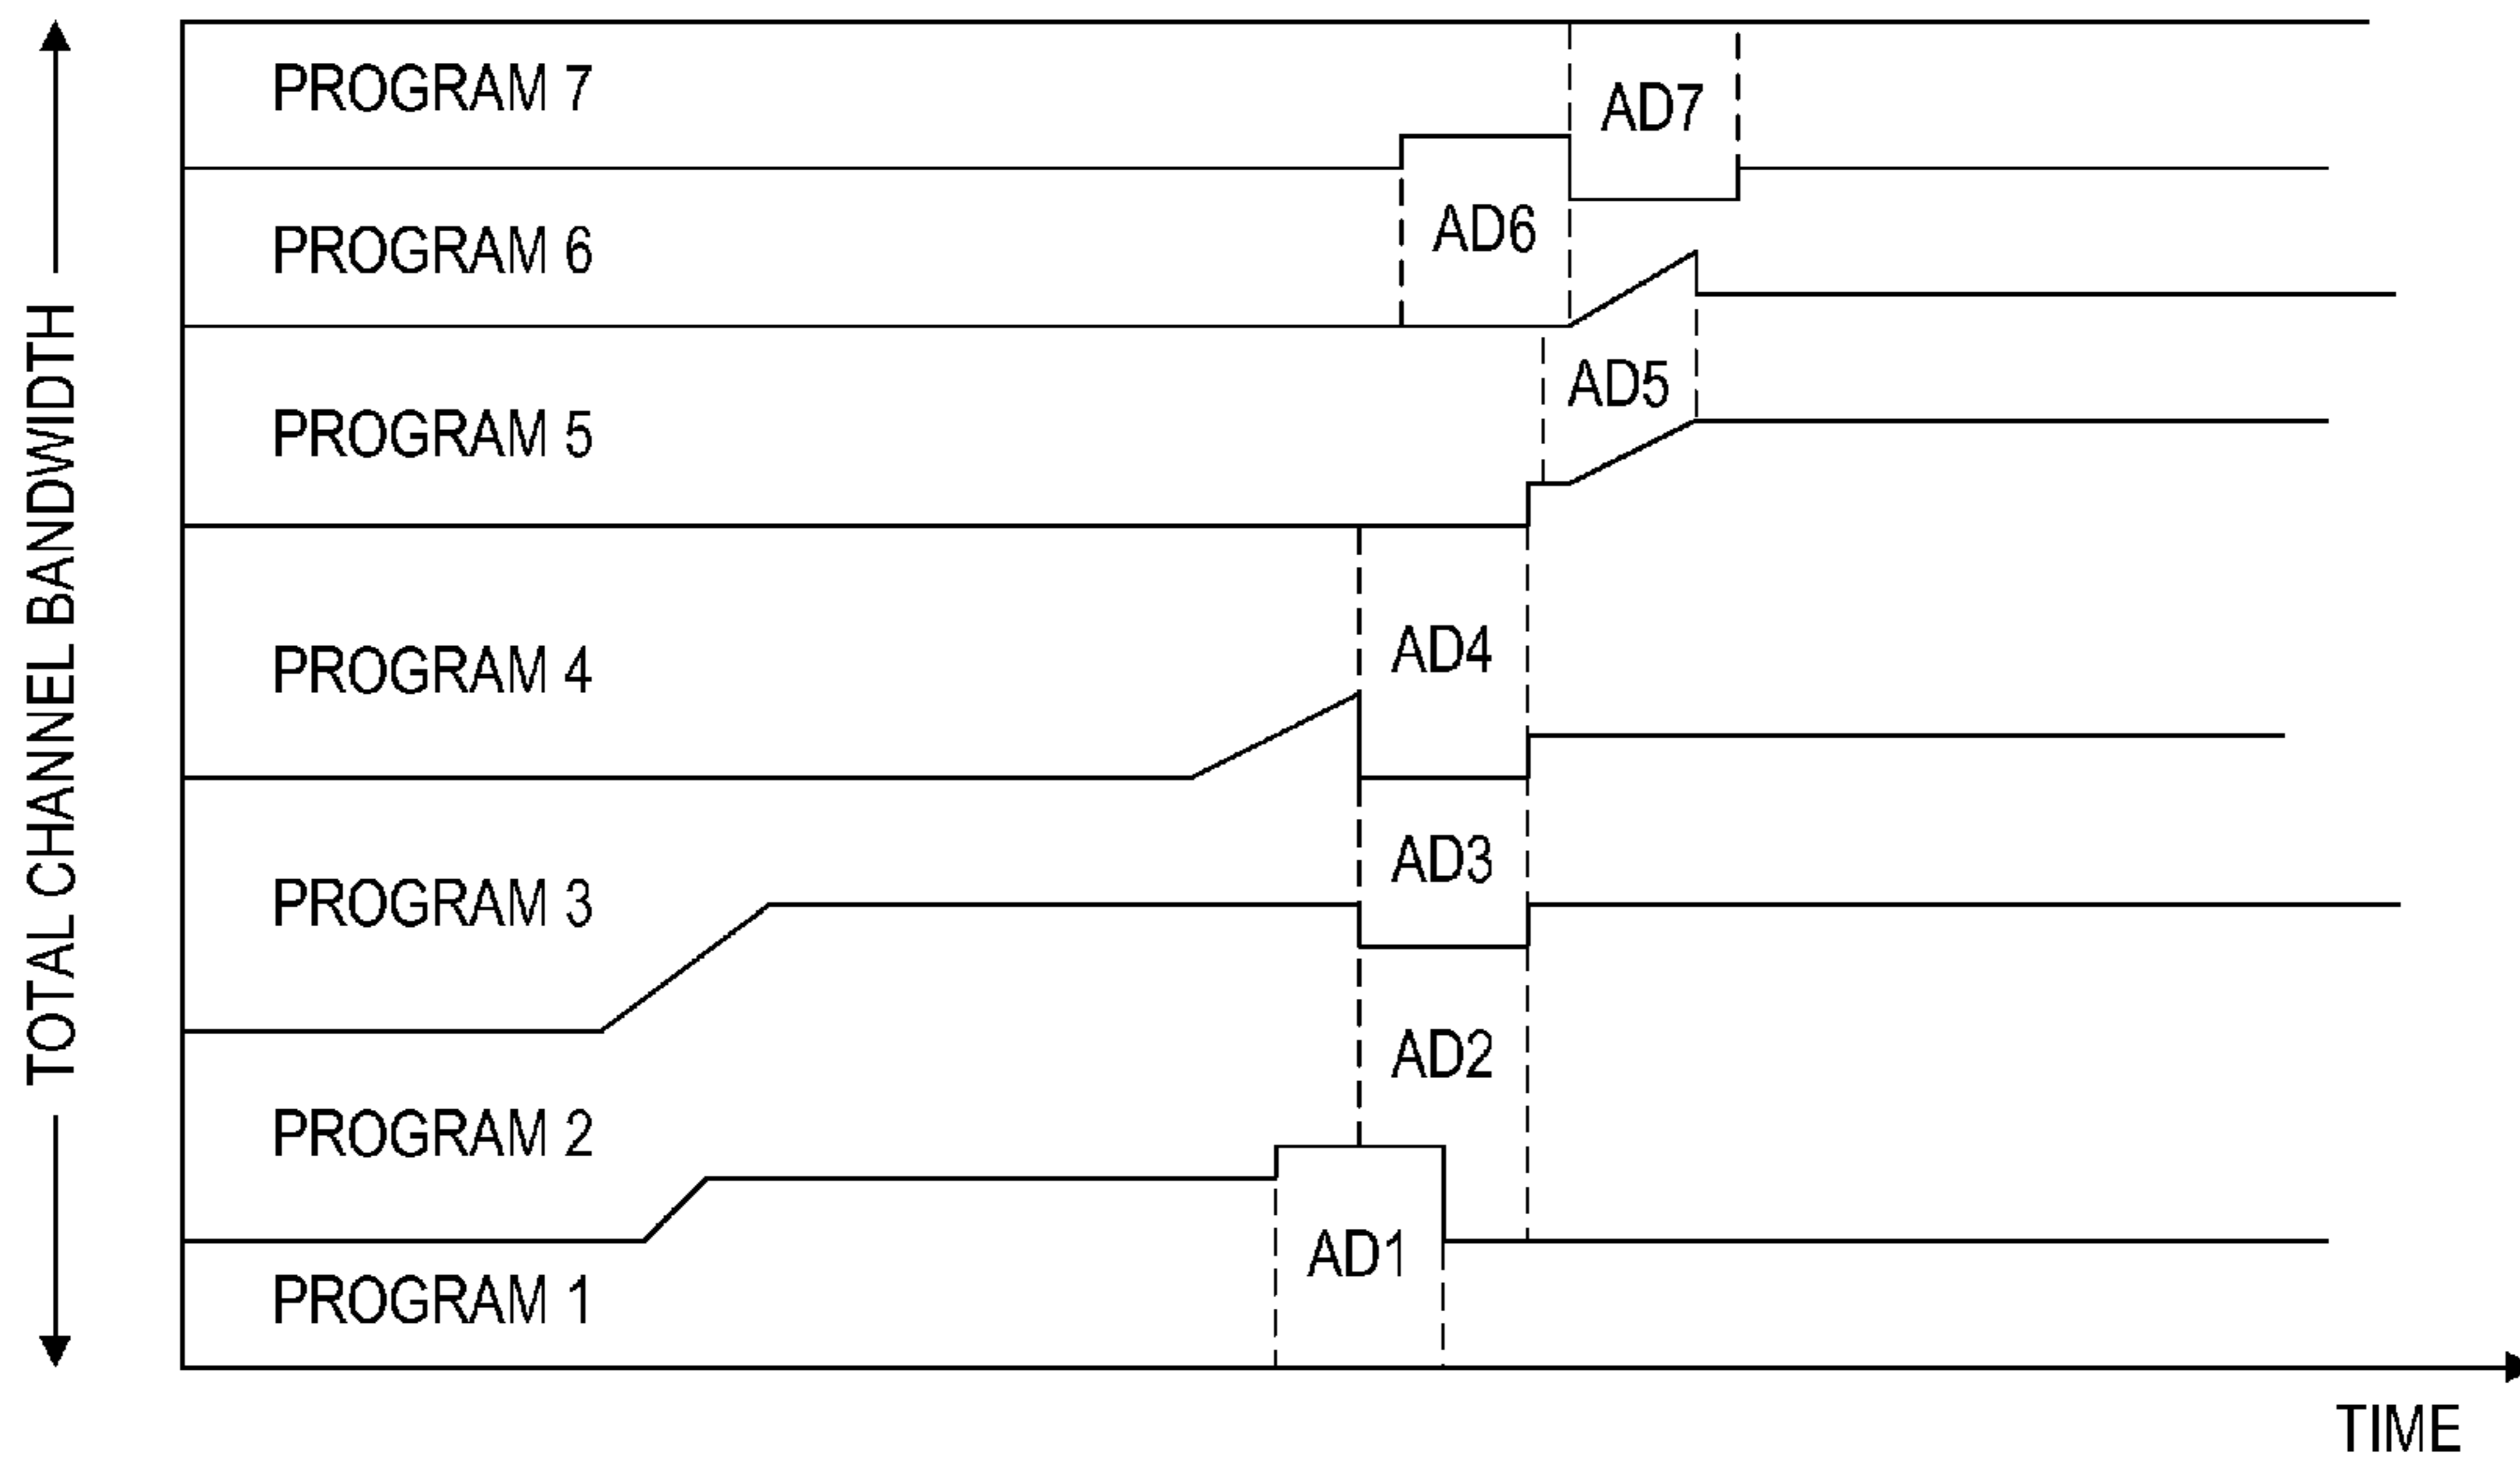 TOTAL CHANNEL BANDWIDTH
PROGRAM 7
AD7
PROGRAM 6
AD6
PROGRAM 5
AD5
PROGRAM 4
AD4
PROGRAM 3
AD3
PROGRAM 2
AD2
PROGRAM 1
AD1
TIME